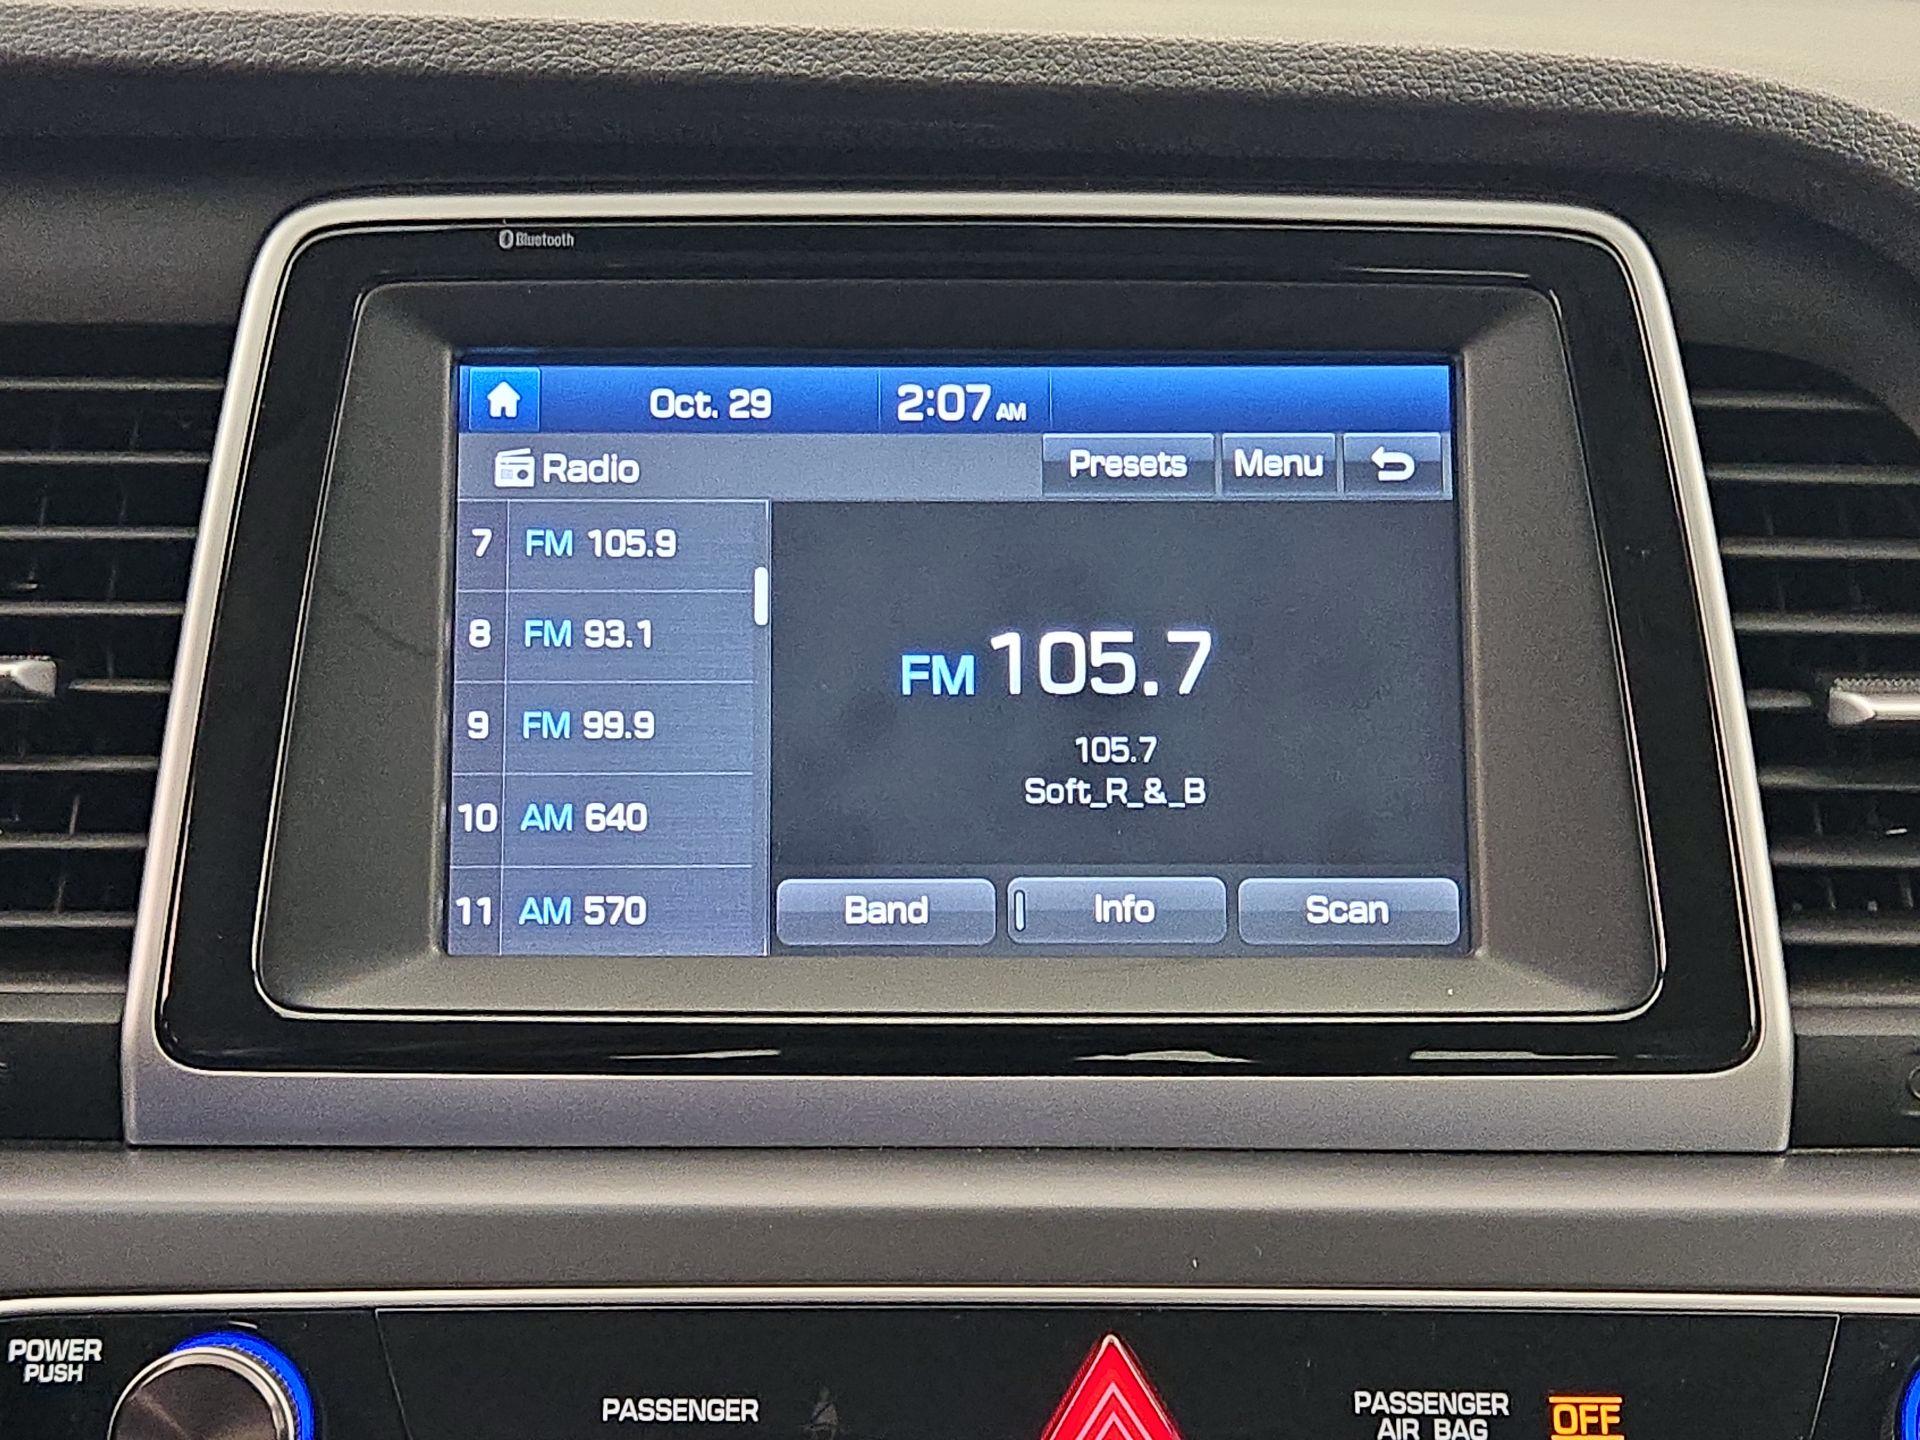 Bluetooth
Oct. 29 2:07 AM
Radio Presets Menu
7 FM 105.9
8 FM 93.1
9 FM 99.9
10 AM 640
11 AM 570
FM 105.7
105.7
Soft_R_&_B
Band Info Scan
POWER
PUSH
PASSENGER
PASSENGER
AIR BAG
OFF